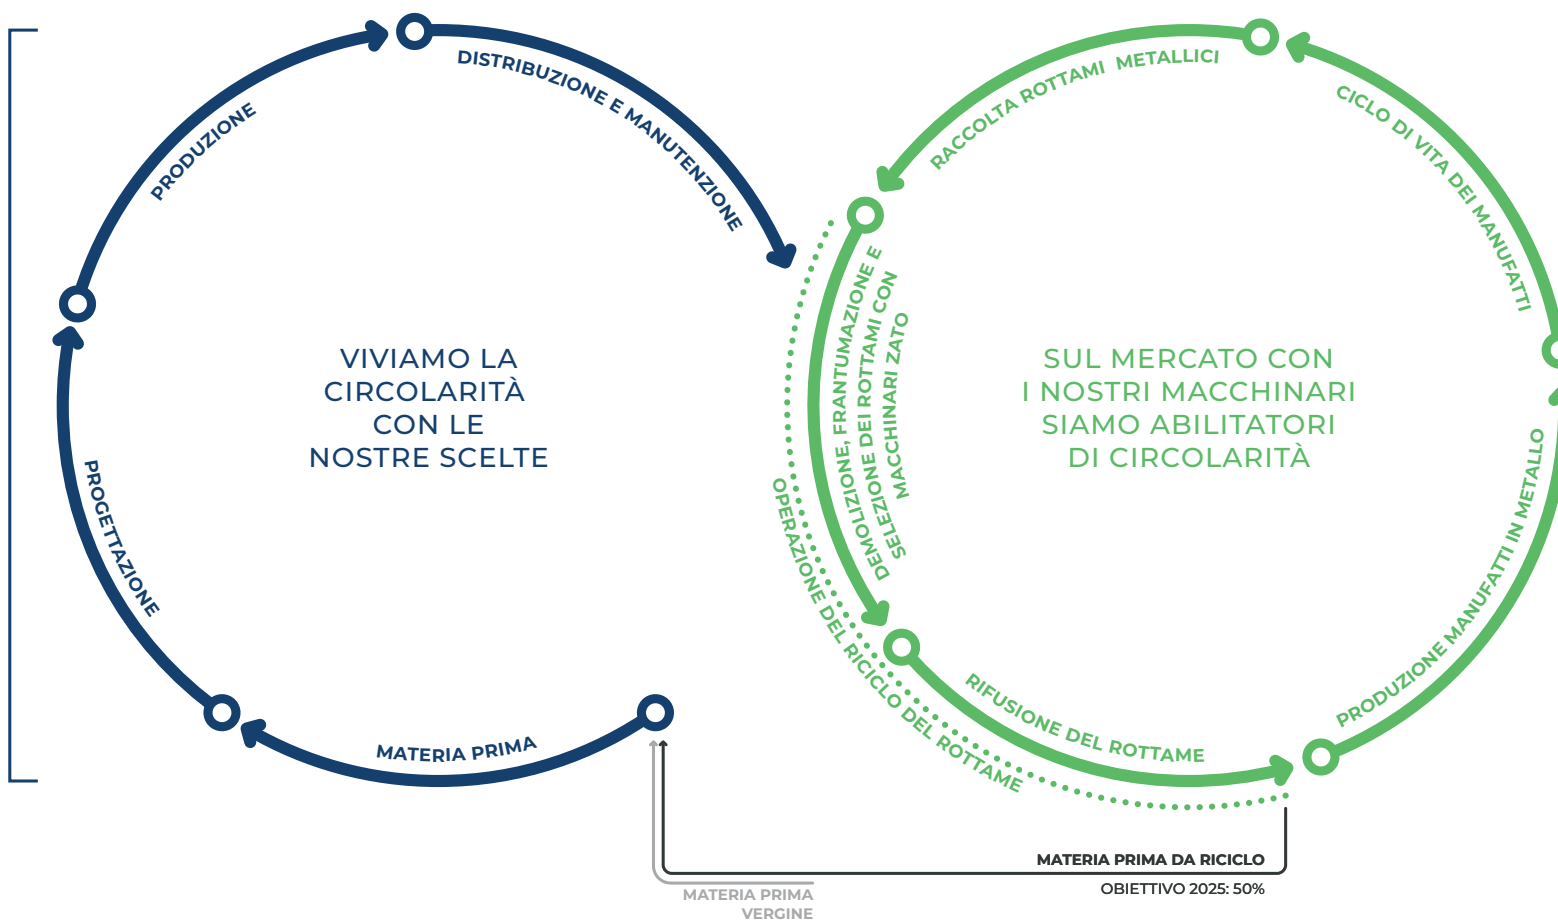 DISTRIBUZIONE E MANUTENZIONE
PRODUZIONE
PROGETTAZIONE
MATERIA PRIMA
VIVIAMO LA
CIRCOLARITÀ
CON LE
NOSTRE SCELTE
RACCOLTA ROTTAMI METALLICI
CICLO DI VITA DEI MANUFATTI
DEMOLIZIONE, FRANTUMAZIONE E
SELEZIONE DEI ROTTAMI CON
MACCHINARI ZATO
SUL MERCATO CON
I NOSTRI MACCHINARI
SIAMO ABILITATORI
DI CIRCOLARITÀ
OPERAZIONE DEL RICICLO DEL ROTTAME
RIFUSIONE DEL ROTTAME
PRODUZIONE MANUFATTI IN METALLO
MATERIA PRIMA DA RICICLO
OBIETTIVO 2025: 50%
MATERIA PRIMA
VERGINE